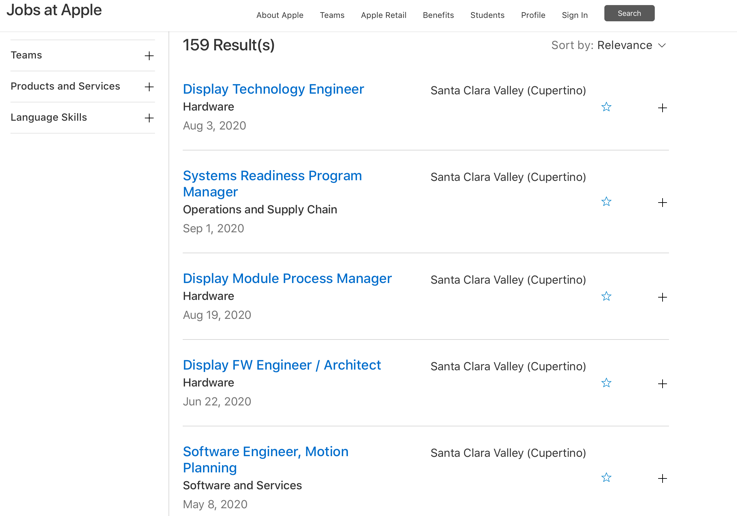 Jobs at Apple
About Apple Teams Apple Retail Benefits Students Profile Sign In Search
Teams
Products and Services
Language Skills
159 Result(s)
Sort by: Relevance
Display Technology Engineer
Santa Clara Valley (Cupertino)
Hardware
Aug 3, 2020
Systems Readiness Program
Manager
Santa Clara Valley (Cupertino)
Operations and Supply Chain
Sep 1, 2020
Display Module Process Manager
Santa Clara Valley (Cupertino)
Hardware
Aug 19, 2020
Display FW Engineer / Architect
Santa Clara Valley (Cupertino)
Hardware
Jun 22, 2020
Software Engineer, Motion
Planning
Santa Clara Valley (Cupertino)
Software and Services
May 8, 2020